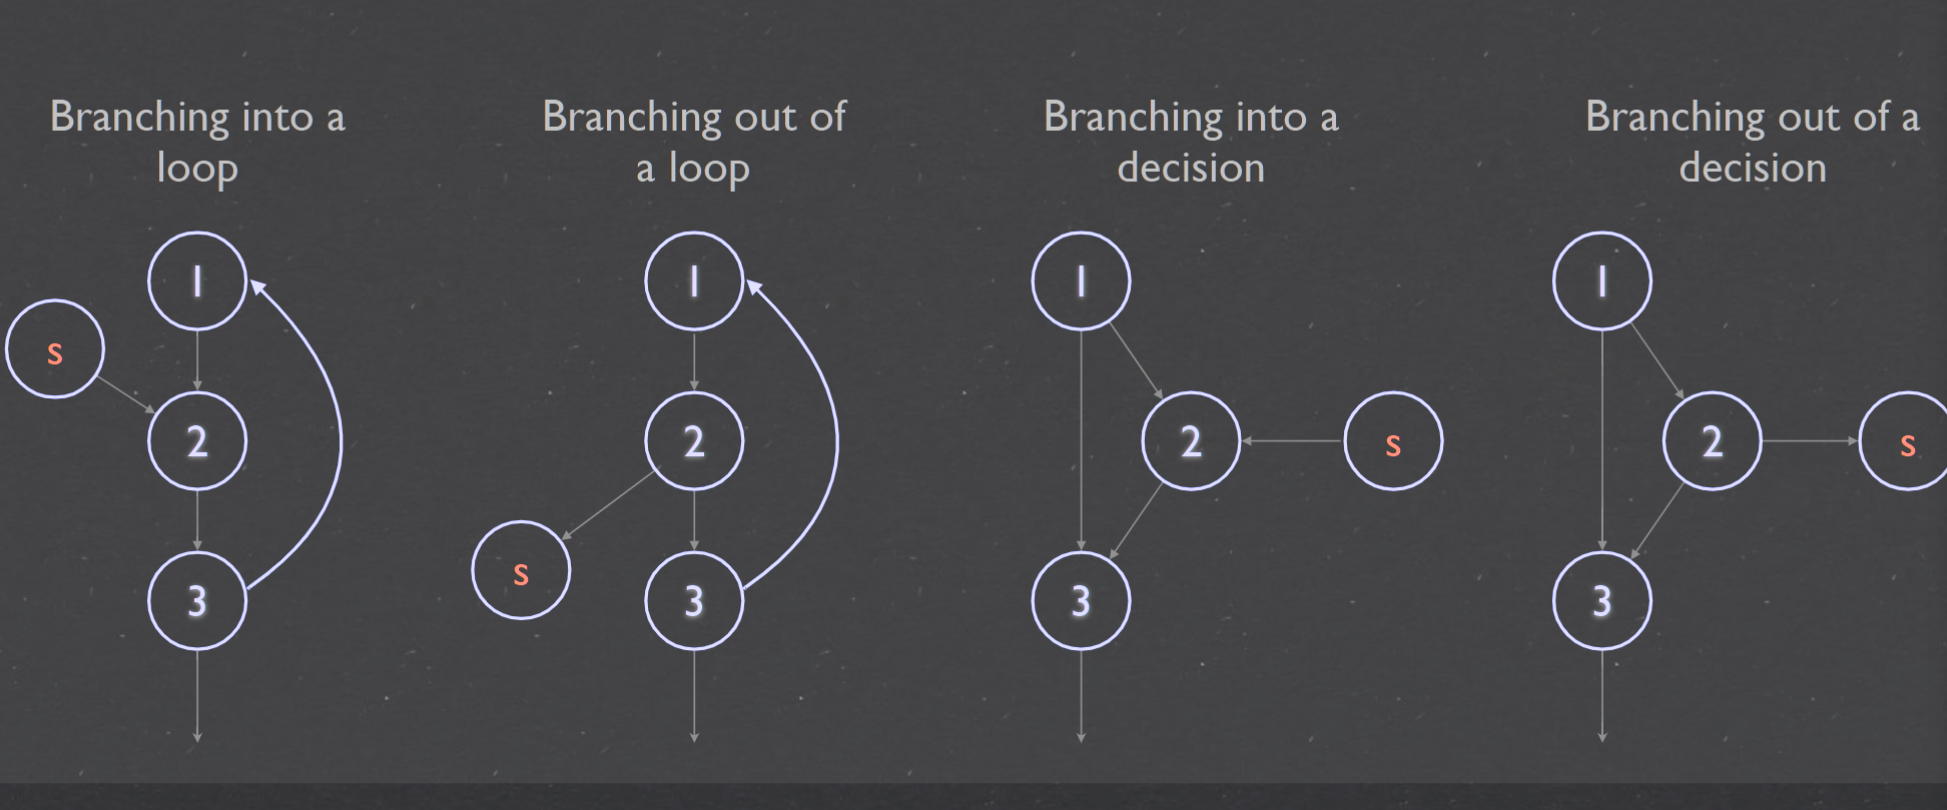 Branching into a
loop
1
s
2
3
Branching out of
a loop
1
2
s
3
Branching into a
decision
1
2
s
3
Branching out of a
decision
1
2
s
3